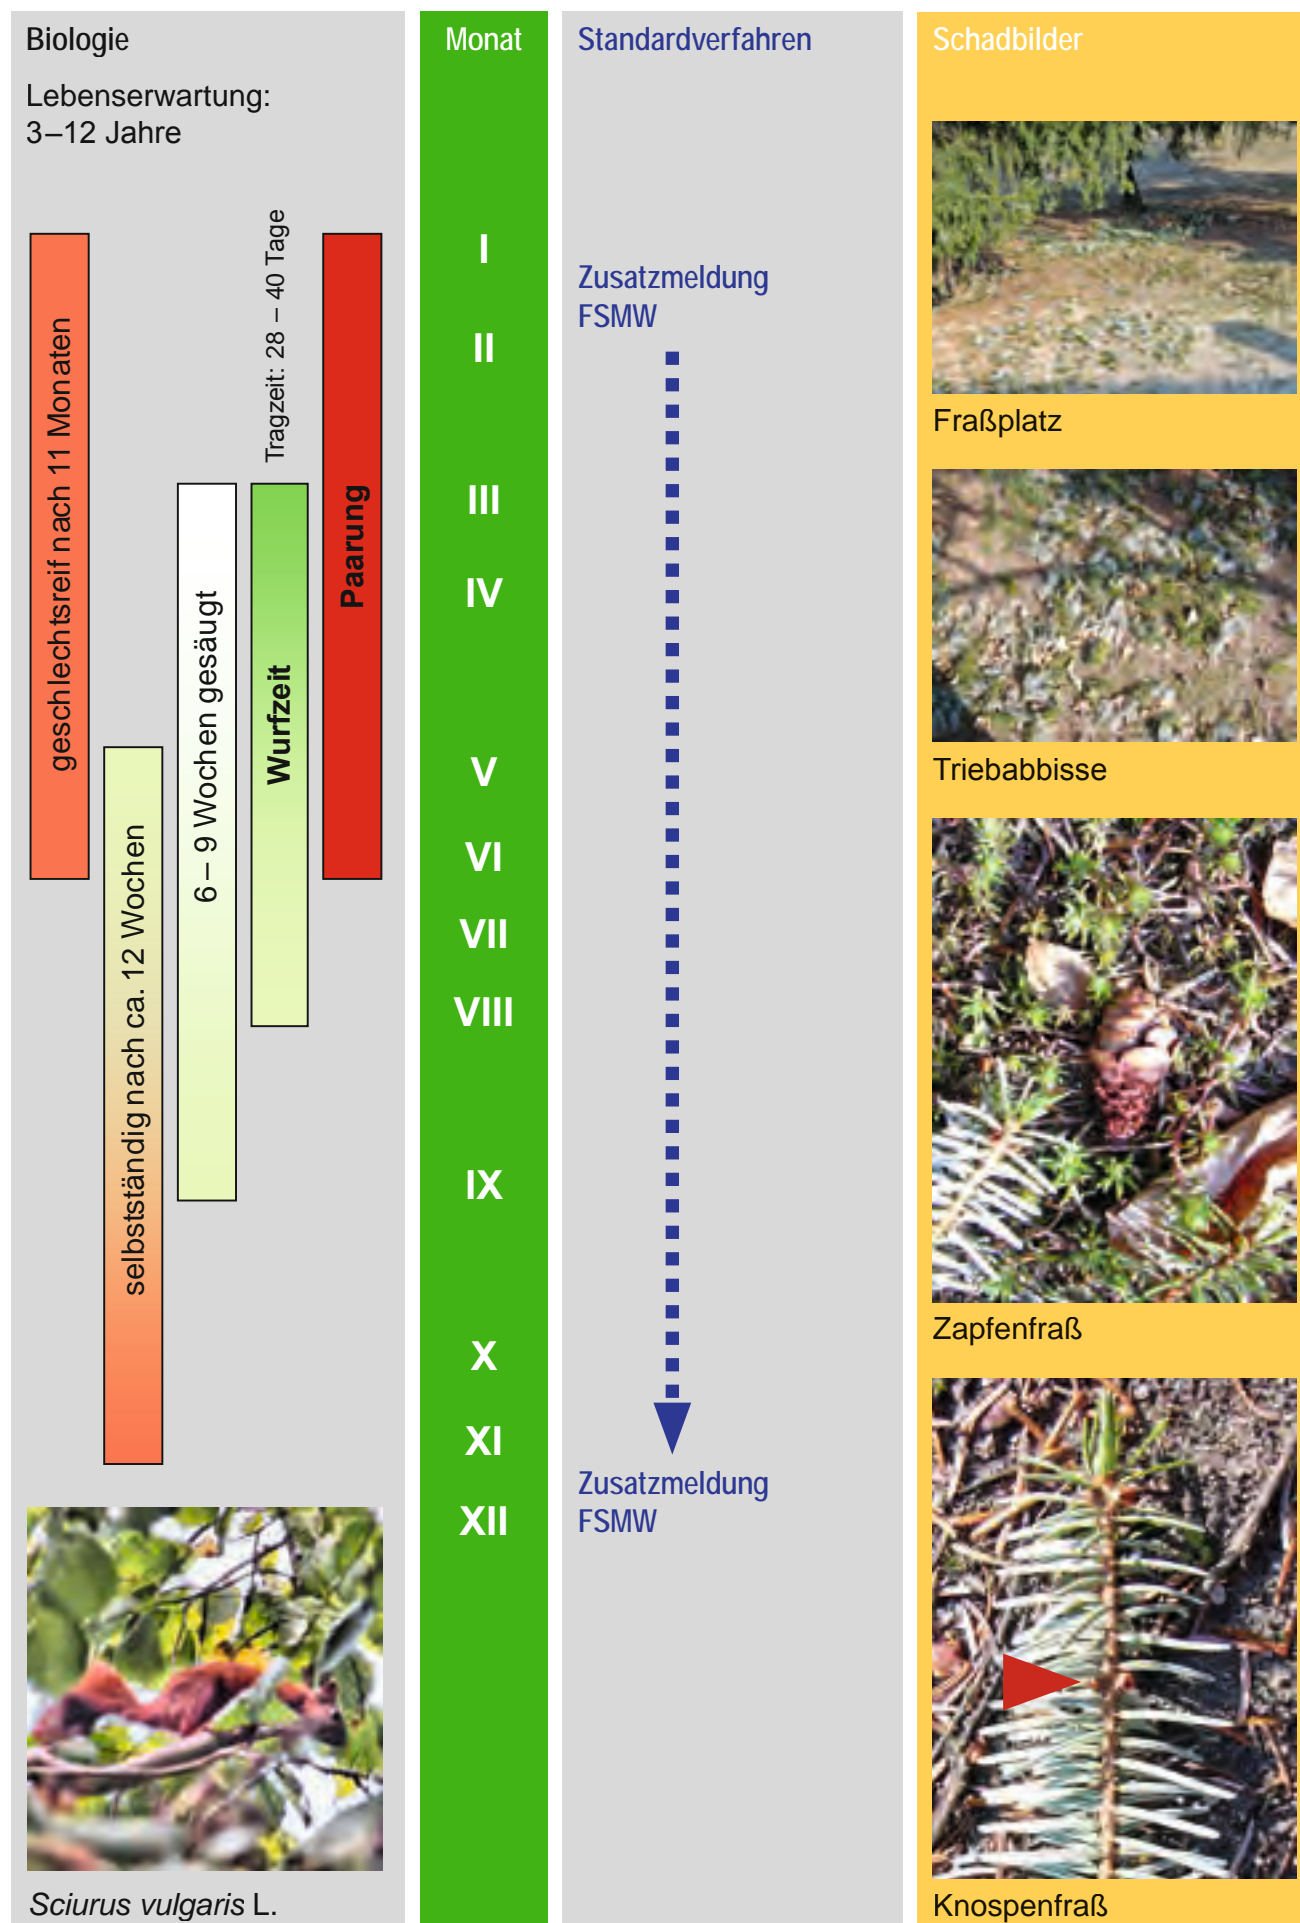 Biologie
Lebenserwartung:
3–12 Jahre
geschlechtsreif nach 11 Monaten
selbstständig nach ca. 12 Wochen
6 – 9 Wochen gesäugt
Wurfzeit
Tragzeit: 28 – 40 Tage
Paarung
Sciurus vulgaris L.
Monat
I
II
III
IV
V
VI
VII
VIII
IX
X
XI
XII
Standardverfahren
Zusatzmeldung
FSMW
Zusatzmeldung
FSMW
Schadbilder
Fraßplatz
Triebabbisse
Zapfenfraß
Knospenfraß